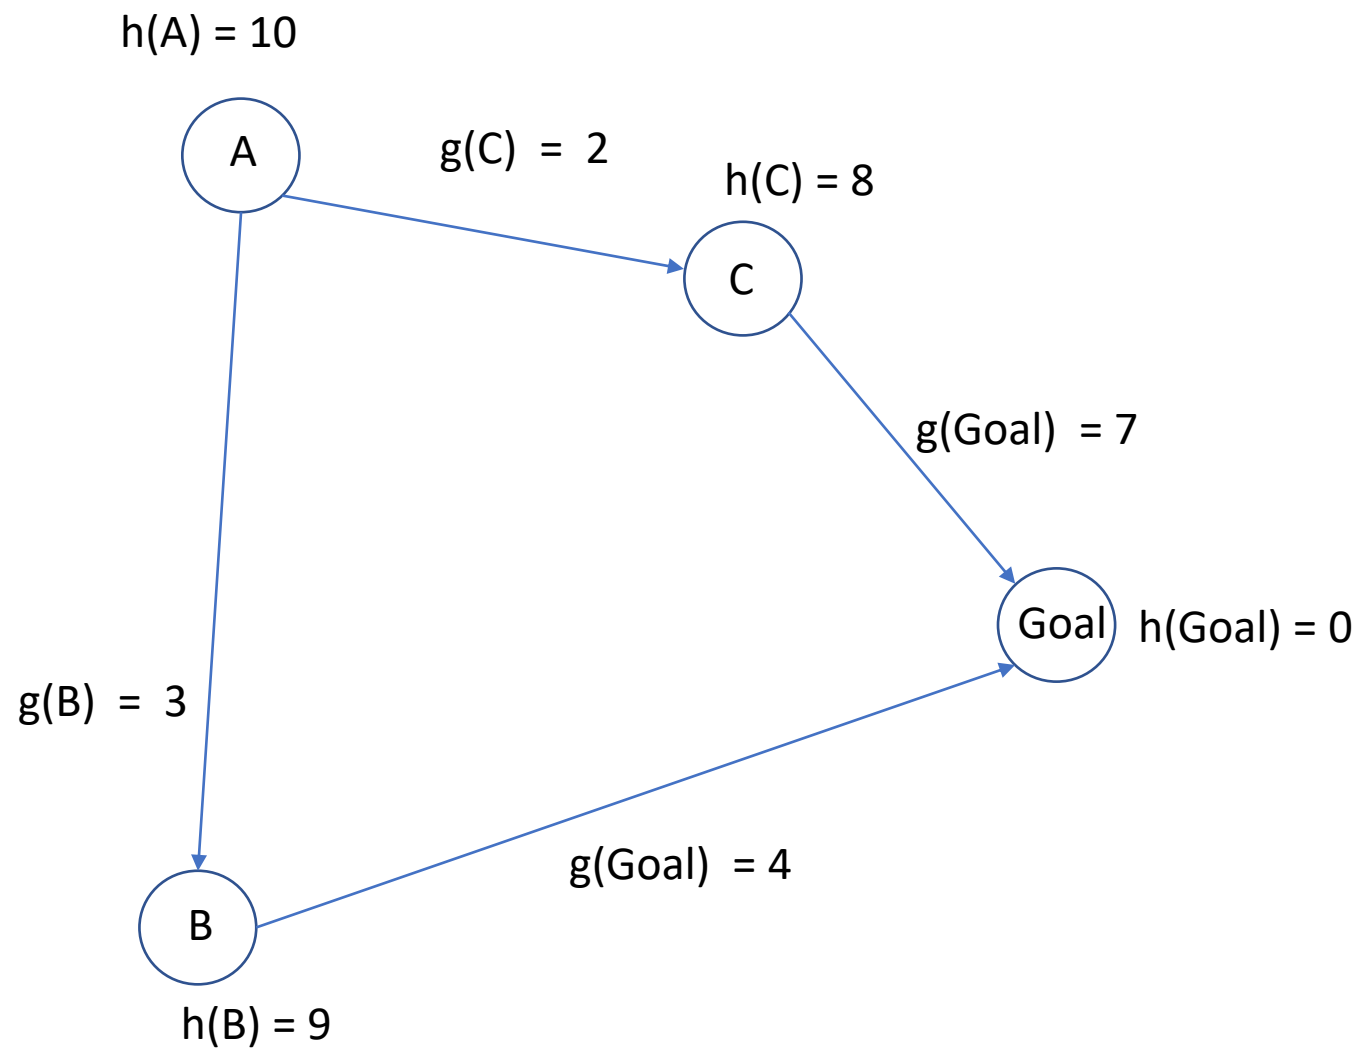 h(A) = 10
A
g(C) = 2
h(C) = 8
C
g(Goal) = 7
Goal
h(Goal) = 0
g(B) = 3
g(Goal) = 4
B
h(B) = 9